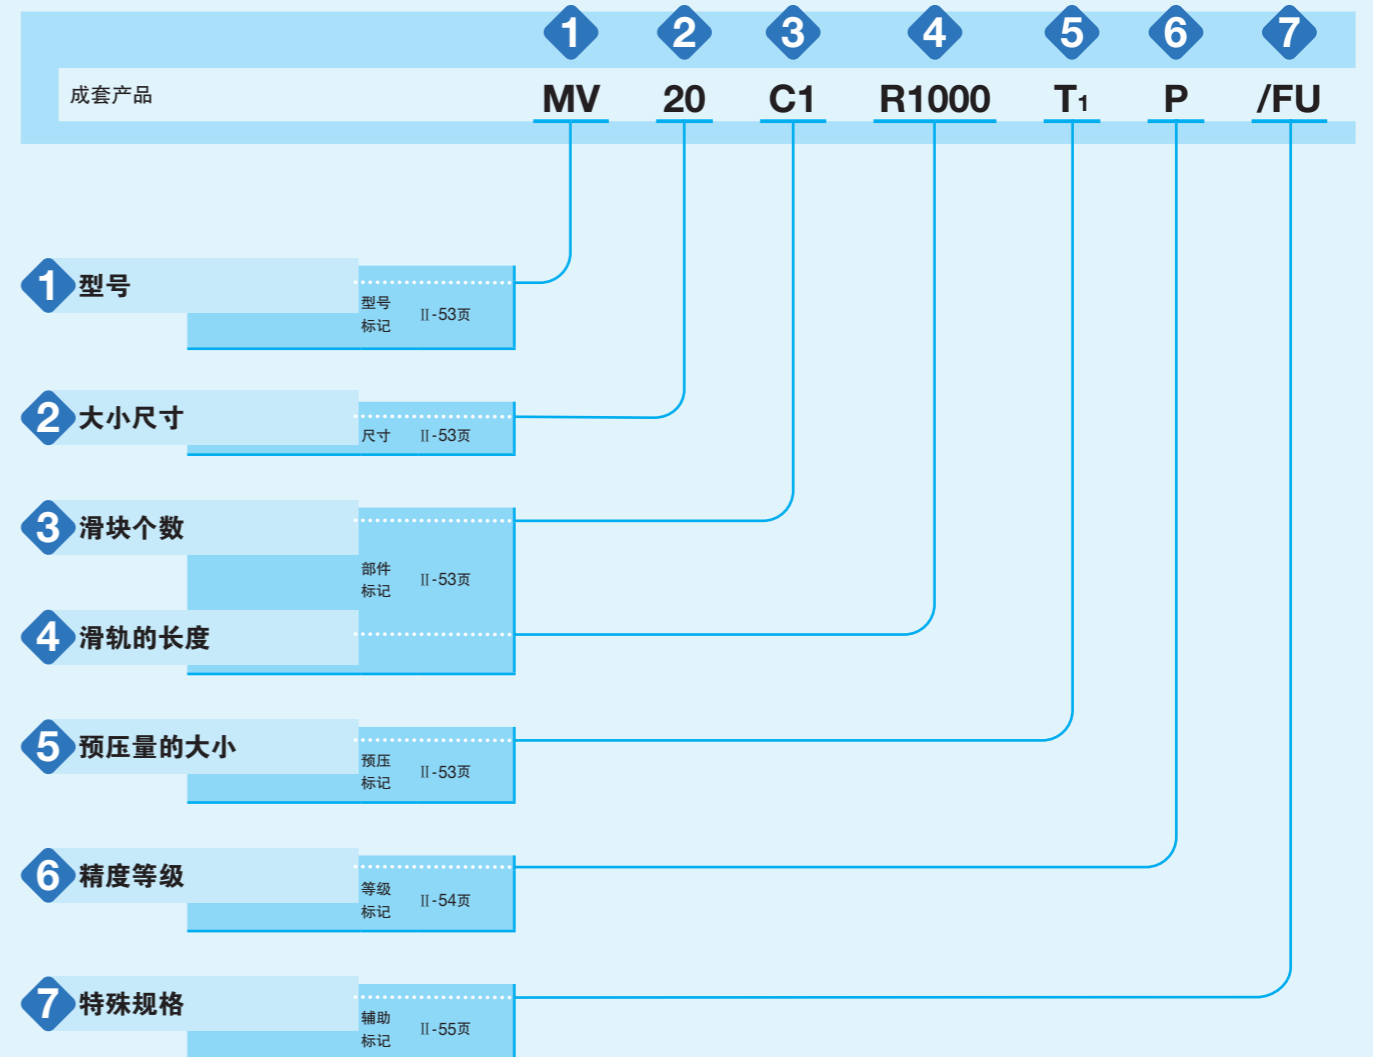 1 2 3 4 5 6 7
成套产品 MV 20 C1 R1000 T1 P /FU
1 型号
型号
标记 Ⅱ-53页
2 大小尺寸
尺寸 Ⅱ-53页
3 滑块个数
部件
标记 Ⅱ-53页
4 滑轨的长度
5 预压量的大小
预压
标记 Ⅱ-53页
6 精度等级
等级
标记 Ⅱ-54页
7 特殊规格
辅助
标记 Ⅱ-55页